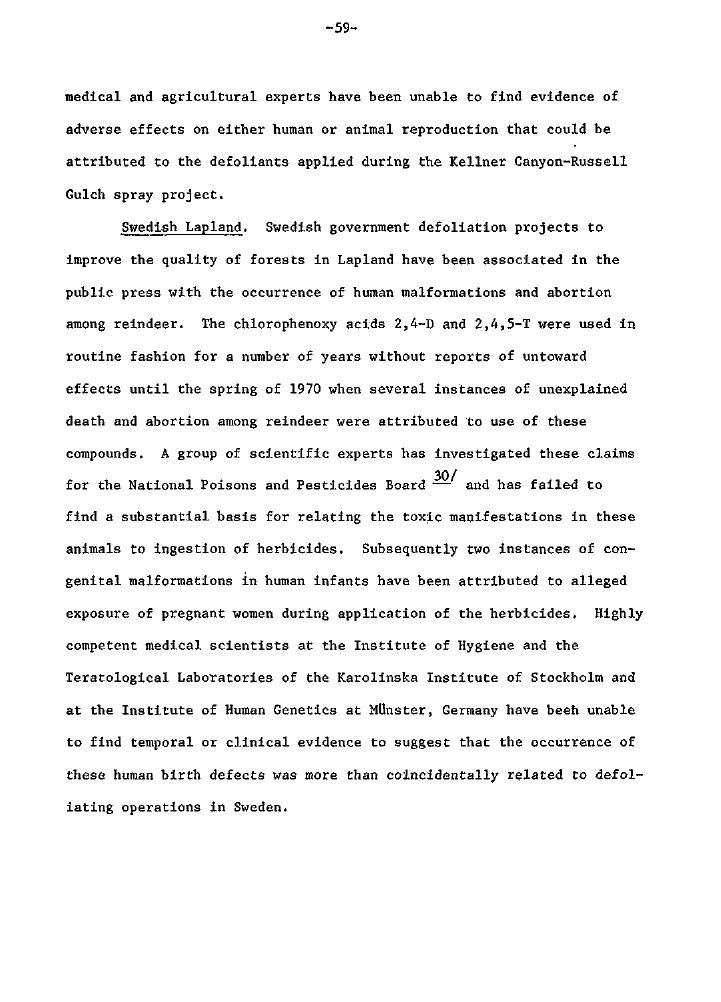 -59-
medical and agricultural experts have been unable to find evidence of
adverse effects on either human or animal reproduction that could be
attributed to the defoliants applied during the Kellner Canyon-Russell
Gulch spray project.
Swedish Lapland. Swedish government defoliation projects to
improve the quality of forests in Lapland have been associated in the
public press with the occurrence of human malformations and abortion
among reindeer. The chlorophenoxy acids 2,4-D and 2,4,5-T were used in
routine fashion for a number of years without reports of untoward
effects until the spring of 1970 when several instances of unexplained
death and abortion among reindeer were attributed to use of these
compounds. A group of scientific experts has investigated these claims
for the National Poisons and Pesticides Board 30/ and has failed to
find a substantial basis for relating the toxic manifestations in these
animals to ingestion of herbicides. Subsequently two instances of con-
genital malformations in human infants have been attributed to alleged
exposure of pregnant women during application of the herbicides. Highly
competent medical scientists at the Institute of Hygiene and the
Teratological Laboratories of the Karolinska Institute of Stockholm and
at the Institute of Human Genetics at Münster, Germany have beeh unable
to find temporal or clinical evidence to suggest that the occurrence of
these human birth defects was more than coincidentally related to defol-
iating operations in Sweden.